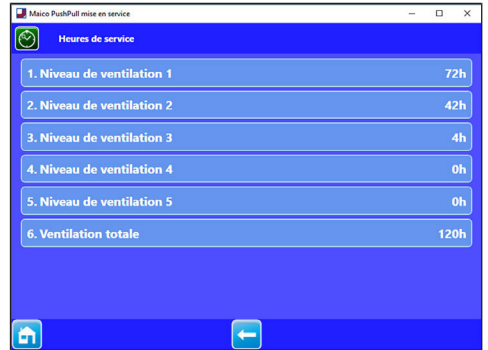 Maico PushPull mise en service
Heures de service
1. Niveau de ventilation 1 72h
2. Niveau de ventilation 2 42h
3. Niveau de ventilation 3 4h
4. Niveau de ventilation 4 0h
5. Niveau de ventilation 5 0h
6. Ventilation totale 120h